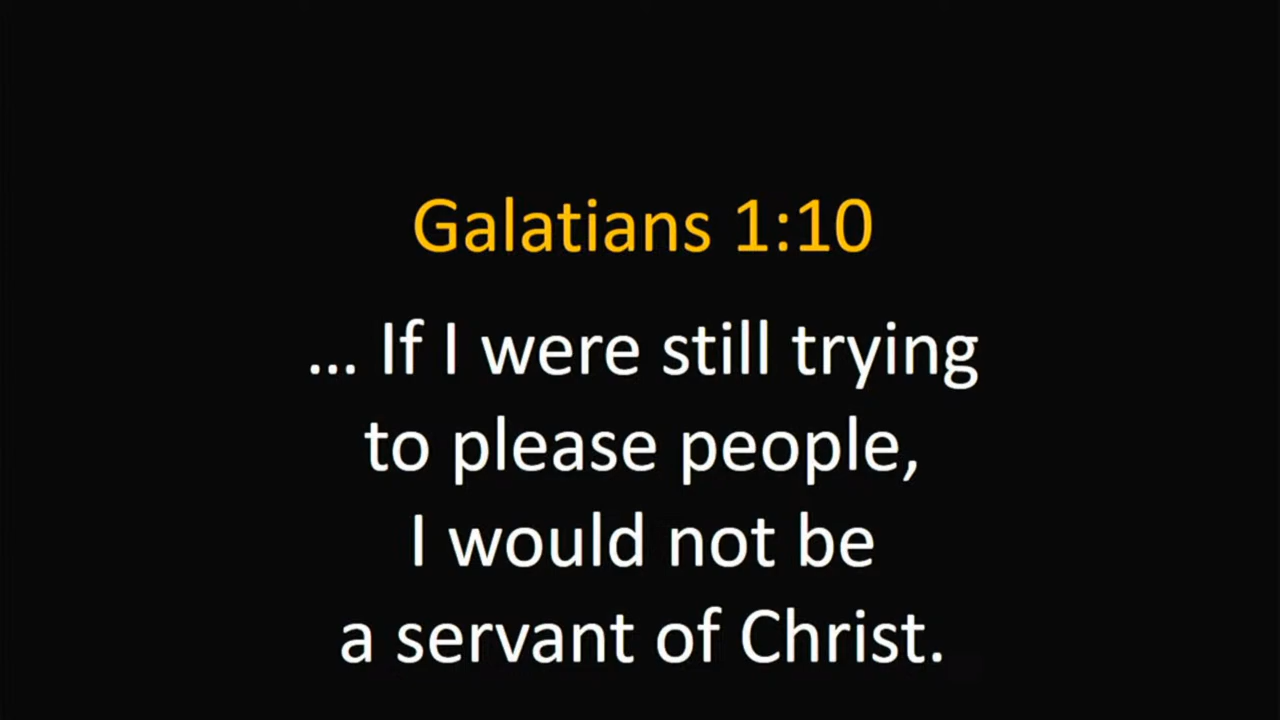 Galatians 1:10
... If I were still trying
to please people,
I would not be
a servant of Christ.